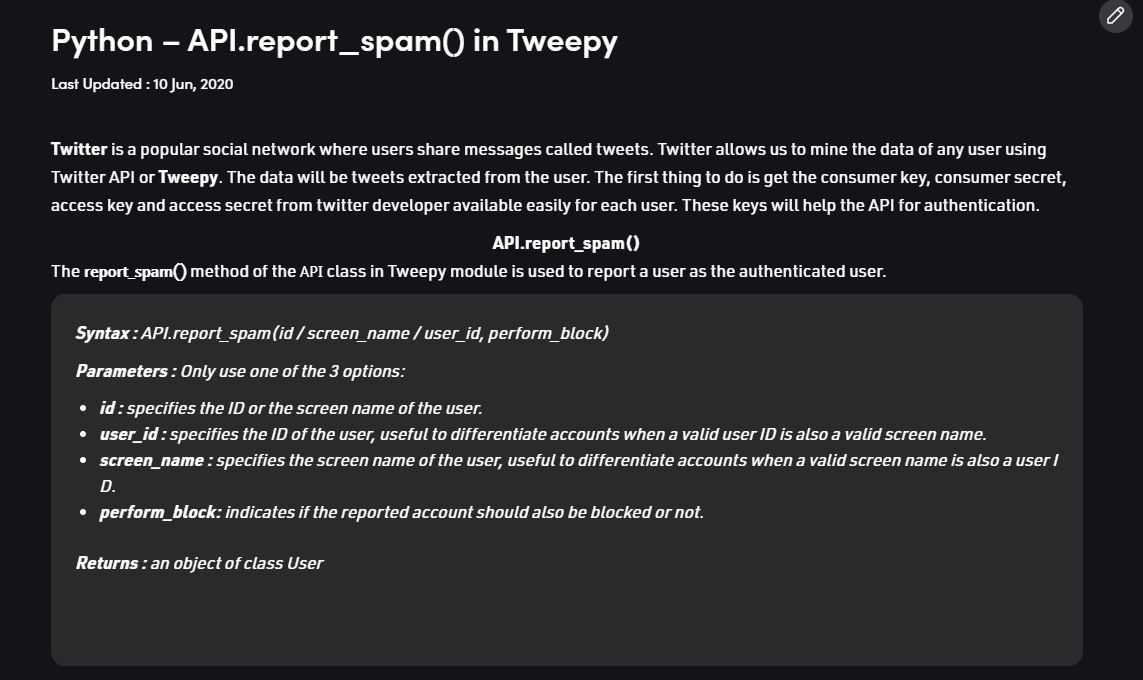 Python – API.report_spam() in Tweepy
Last Updated : 10 Jun, 2020
Twitter is a popular social network where users share messages called tweets. Twitter allows us to mine the data of any user using
Twitter API or Tweepy. The data will be tweets extracted from the user. The first thing to do is get the consumer key, consumer secret,
access key and access secret from twitter developer available easily for each user. These keys will help the API for authentication.
API.report_spam()
The report_spam() method of the API class in Tweepy module is used to report a user as the authenticated user.
Syntax : API.report_spam(id / screen_name / user_id, perform_block)
Parameters : Only use one of the 3 options:
• id : specifies the ID or the screen name of the user.
• user_id : specifies the ID of the user, useful to differentiate accounts when a valid user ID is also a valid screen name.
• screen_name : specifies the screen name of the user, useful to differentiate accounts when a valid screen name is also a user I
D.
• perform_block: indicates if the reported account should also be blocked or not.
Returns : an object of class User